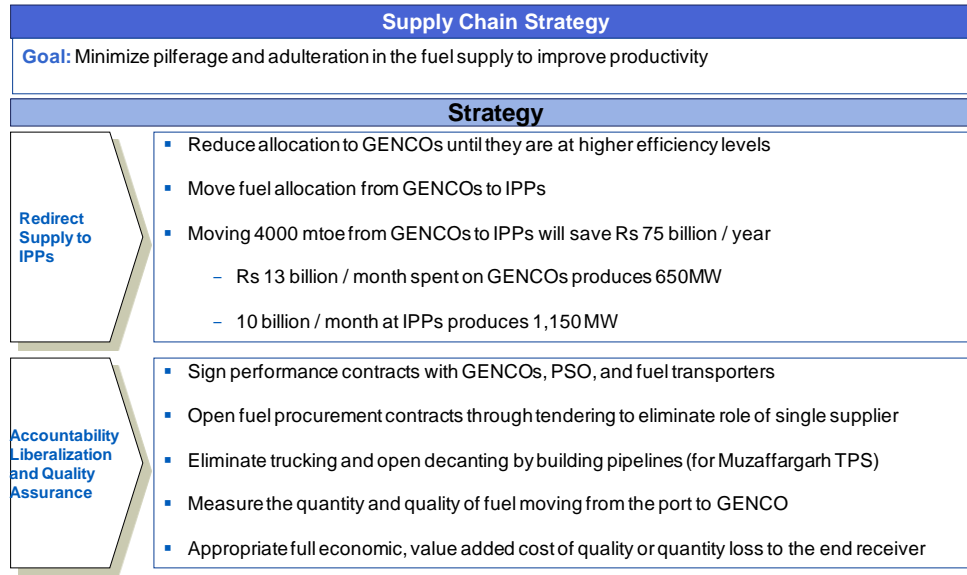 Supply Chain Strategy
Goal: Minimize pilferage and adulteration in the fuel supply to improve productivity
Strategy
Redirect
Supply to
IPPs
▪ Reduce allocation to GENCOs until they are at higher efficiency levels
▪ Move fuel allocation from GENCOs to IPPs
▪ Moving 4000 mtoe from GENCOs to IPPs will save Rs 75 billion / year
– Rs 13 billion / month spent on GENCOs produces 650MW
– 10 billion / month at IPPs produces 1,150 MW
Accountability
Liberalization
and Quality
Assurance
▪ Sign performance contracts with GENCOs, PSO, and fuel transporters
▪ Open fuel procurement contracts through tendering to eliminate role of single supplier
▪ Eliminate trucking and open decanting by building pipelines (for Muzaffargarh TPS)
▪ Measure the quantity and quality of fuel moving from the port to GENCO
▪ Appropriate full economic, value added cost of quality or quantity loss to the end receiver